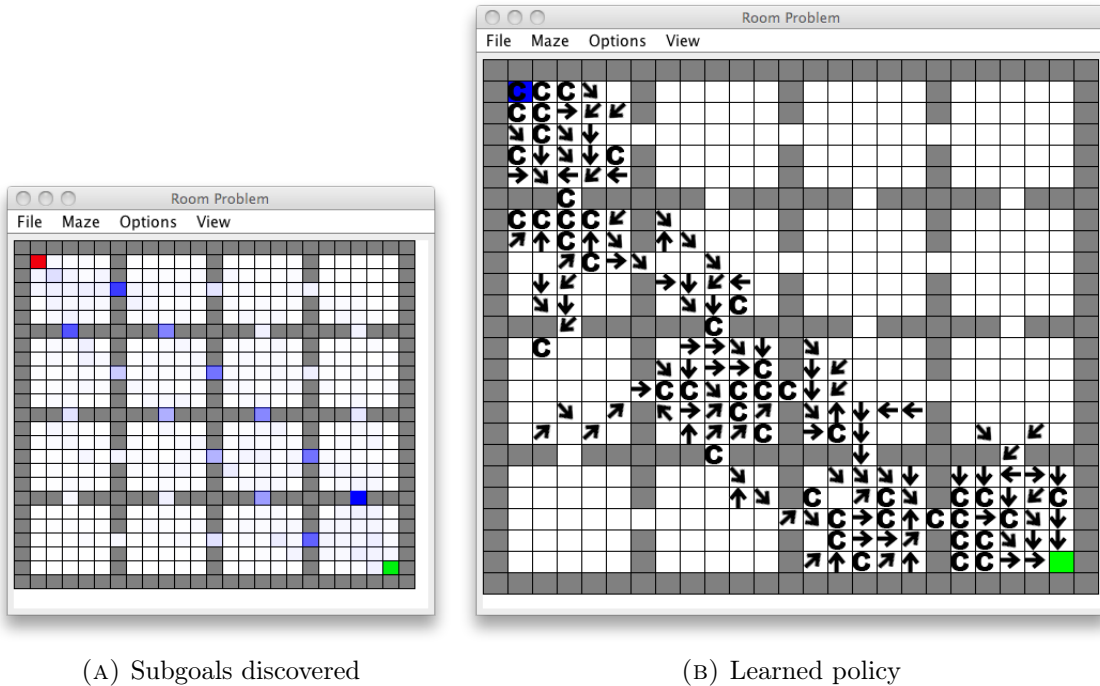 Room Problem
File Maze Options View
(A) Subgoals discovered
Room Problem
File Maze Options View
C C C
C C
C
C C
C
C C C C
C
C
C
C
C
C
C C C C C
C
C C
C
C C C C C
C C C C C
C C C
C C C
(B) Learned policy